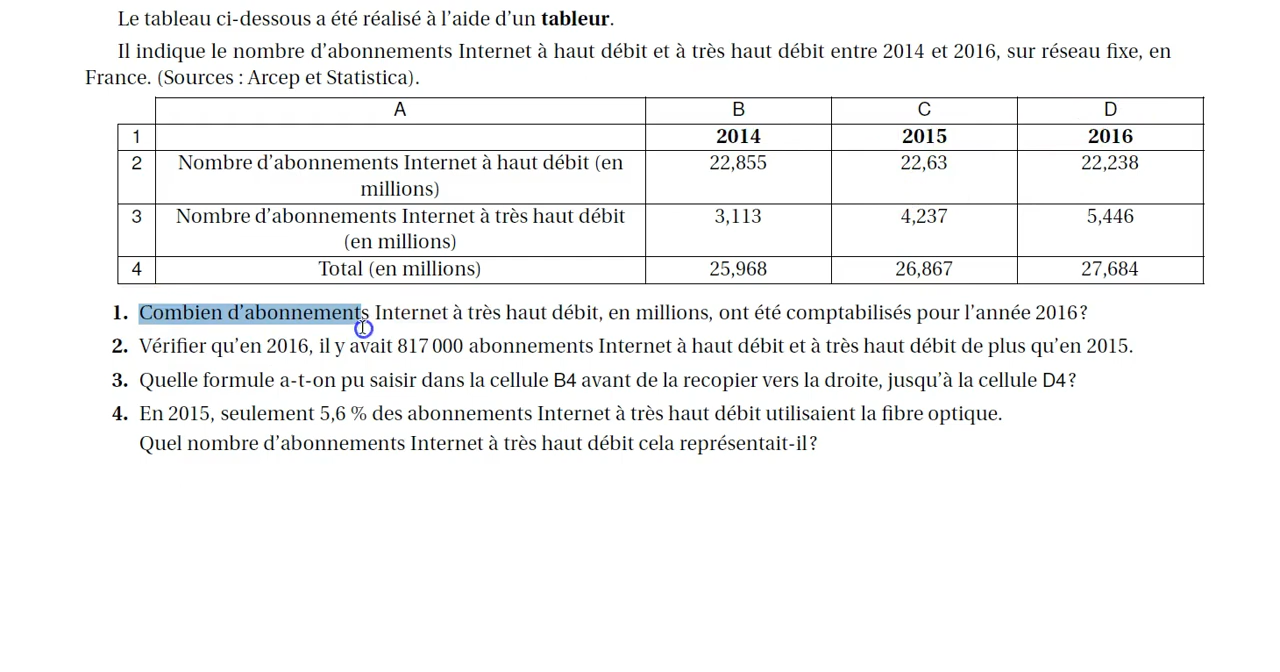 Le tableau ci-dessous a été réalisé à l'aide d'un tableur.
Il indique le nombre d'abonnements Internet à haut débit et à très haut débit entre 2014 et 2016, sur réseau fixe, en
France. (Sources : Arcep et Statistica).
A B C D
1 2014 2015 2016
2 Nombre d'abonnements Internet à haut débit (en 22,855 22,63 22,238
millions)
3 Nombre d'abonnements Internet à très haut débit 3,113 4,237 5,446
(en millions)
4 Total (en millions) 25,968 26,867 27,684
1. Combien d'abonnements Internet à très haut débit, en millions, ont été comptabilisés pour l'année 2016?
2. Vérifier qu'en 2016, il y avait 817 000 abonnements Internet à haut débit et à très haut débit de plus qu'en 2015.
3. Quelle formule a-t-on pu saisir dans la cellule B4 avant de la recopier vers la droite, jusqu'à la cellule D4?
4. En 2015, seulement 5,6 % des abonnements Internet à très haut débit utilisaient la fibre optique.
Quel nombre d'abonnements Internet à très haut débit cela représentait-il?